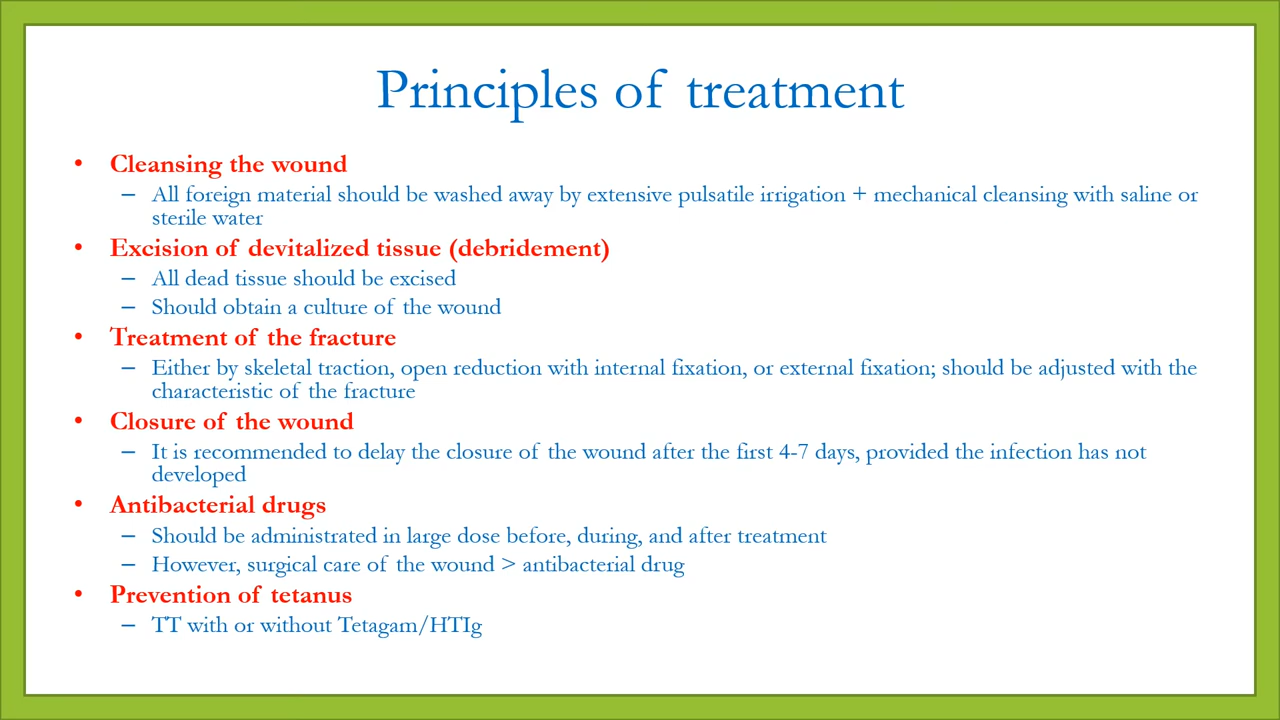 Principles of treatment
• Cleansing the wound
– All foreign material should be washed away by extensive pulsatile irrigation + mechanical cleansing with saline or
sterile water
• Excision of devitalized tissue (debridement)
– All dead tissue should be excised
– Should obtain a culture of the wound
• Treatment of the fracture
– Either by skeletal traction, open reduction with internal fixation, or external fixation; should be adjusted with the
characteristic of the fracture
• Closure of the wound
– It is recommended to delay the closure of the wound after the first 4-7 days, provided the infection has not
developed
• Antibacterial drugs
– Should be administrated in large dose before, during, and after treatment
– However, surgical care of the wound > antibacterial drug
• Prevention of tetanus
– TT with or without Tetagam/HTIg